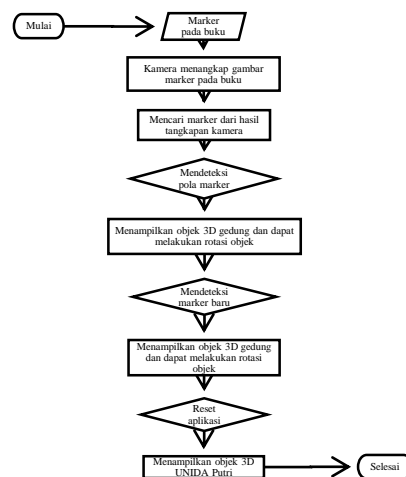 Mulai
Marker
pada buku
Kamera menangkap gambar
marker pada buku
Mencari marker dari hasil
tangkapan kamera
Mendeteksi
pola marker
Menampilkan objek 3D gedung dan dapat
melakukan rotasi objek
Mendeteksi
marker baru
Menampilkan objek 3D gedung
dan dapat melakukan rotasi
objek
Reset
aplikasi
Menampilkan objek 3D
UNIDA Putri
Selesai